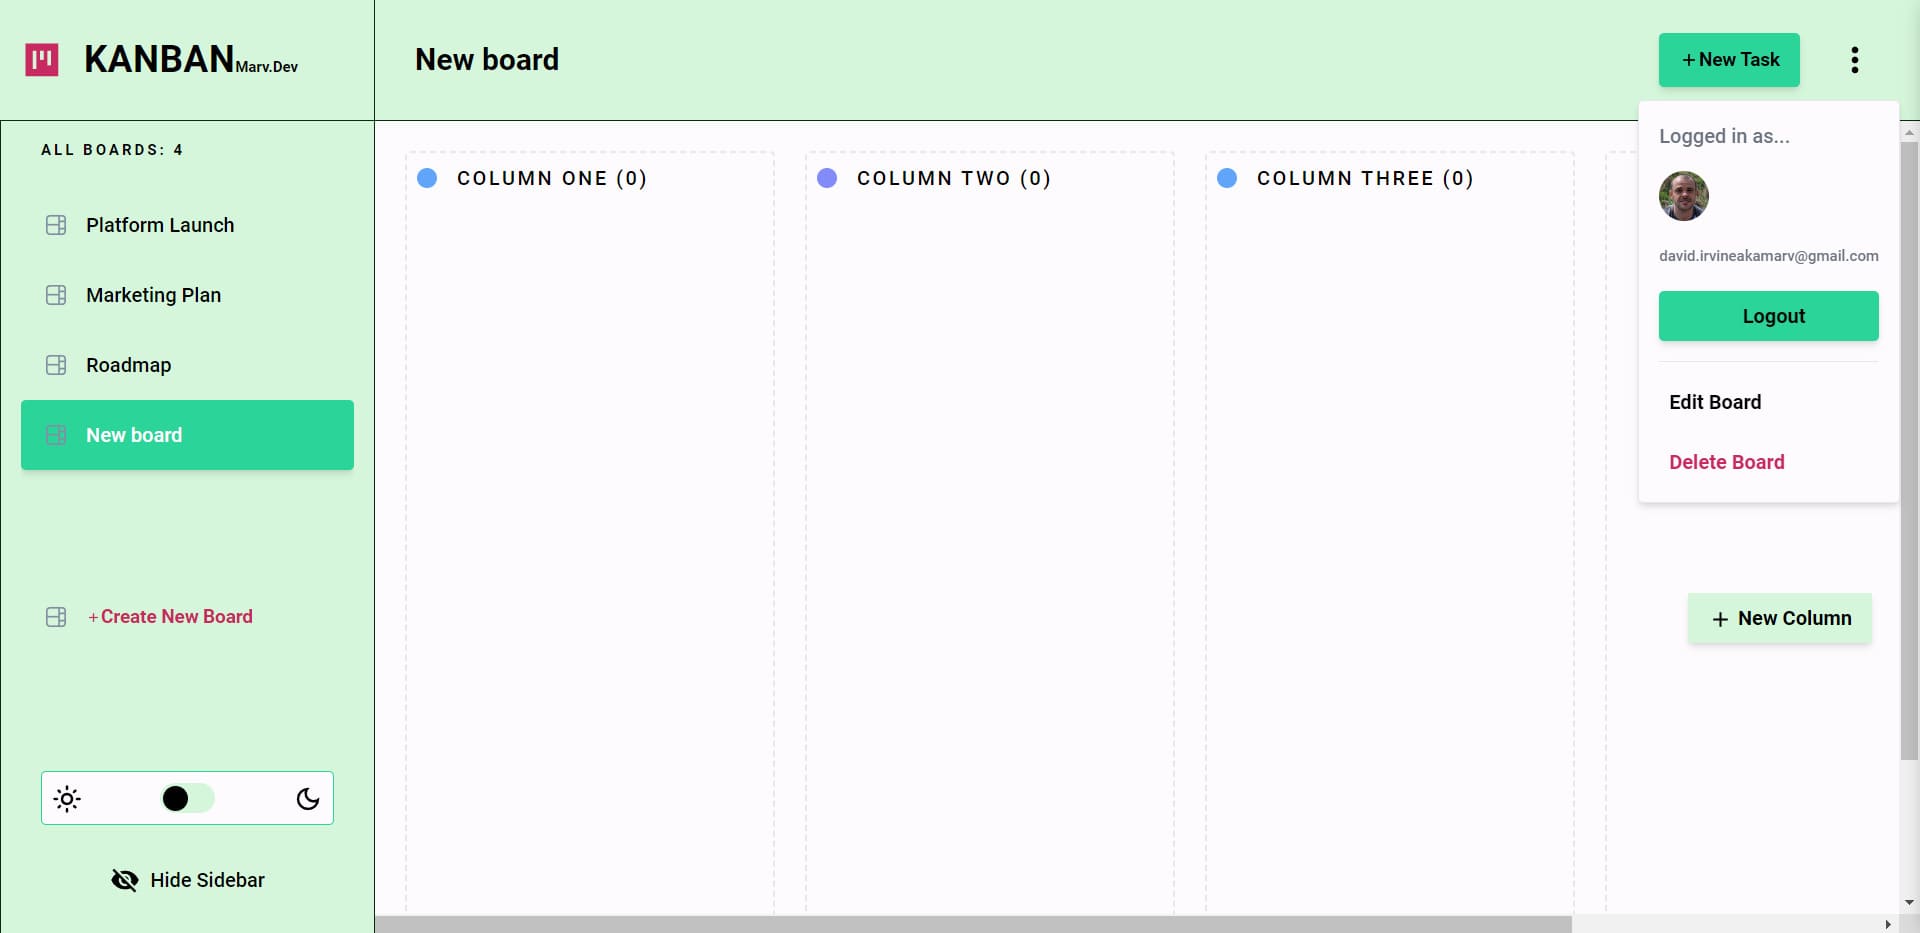 KANBAN Marv.Dev
New board
+ New Task
ALL BOARDS: 4
Platform Launch
Marketing Plan
Roadmap
New board
+ Create New Board
Hide Sidebar
COLUMN ONE (0)
COLUMN TWO (0)
COLUMN THREE (0)
Logged in as...
david.irvineakamarv@gmail.com
Logout
Edit Board
Delete Board
+ New Column